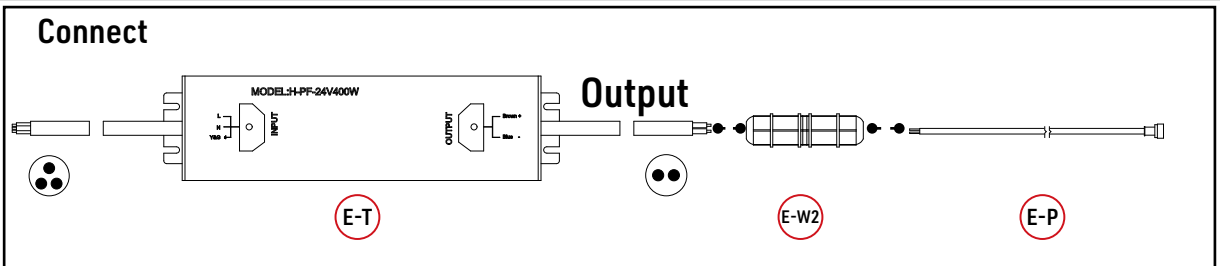 Connect
MODEL:H-PF-24V400W
Output
L
N
Y&G
INPUT
OUTPUT
Brown +
Blue -
E-T
E-W2
E-P